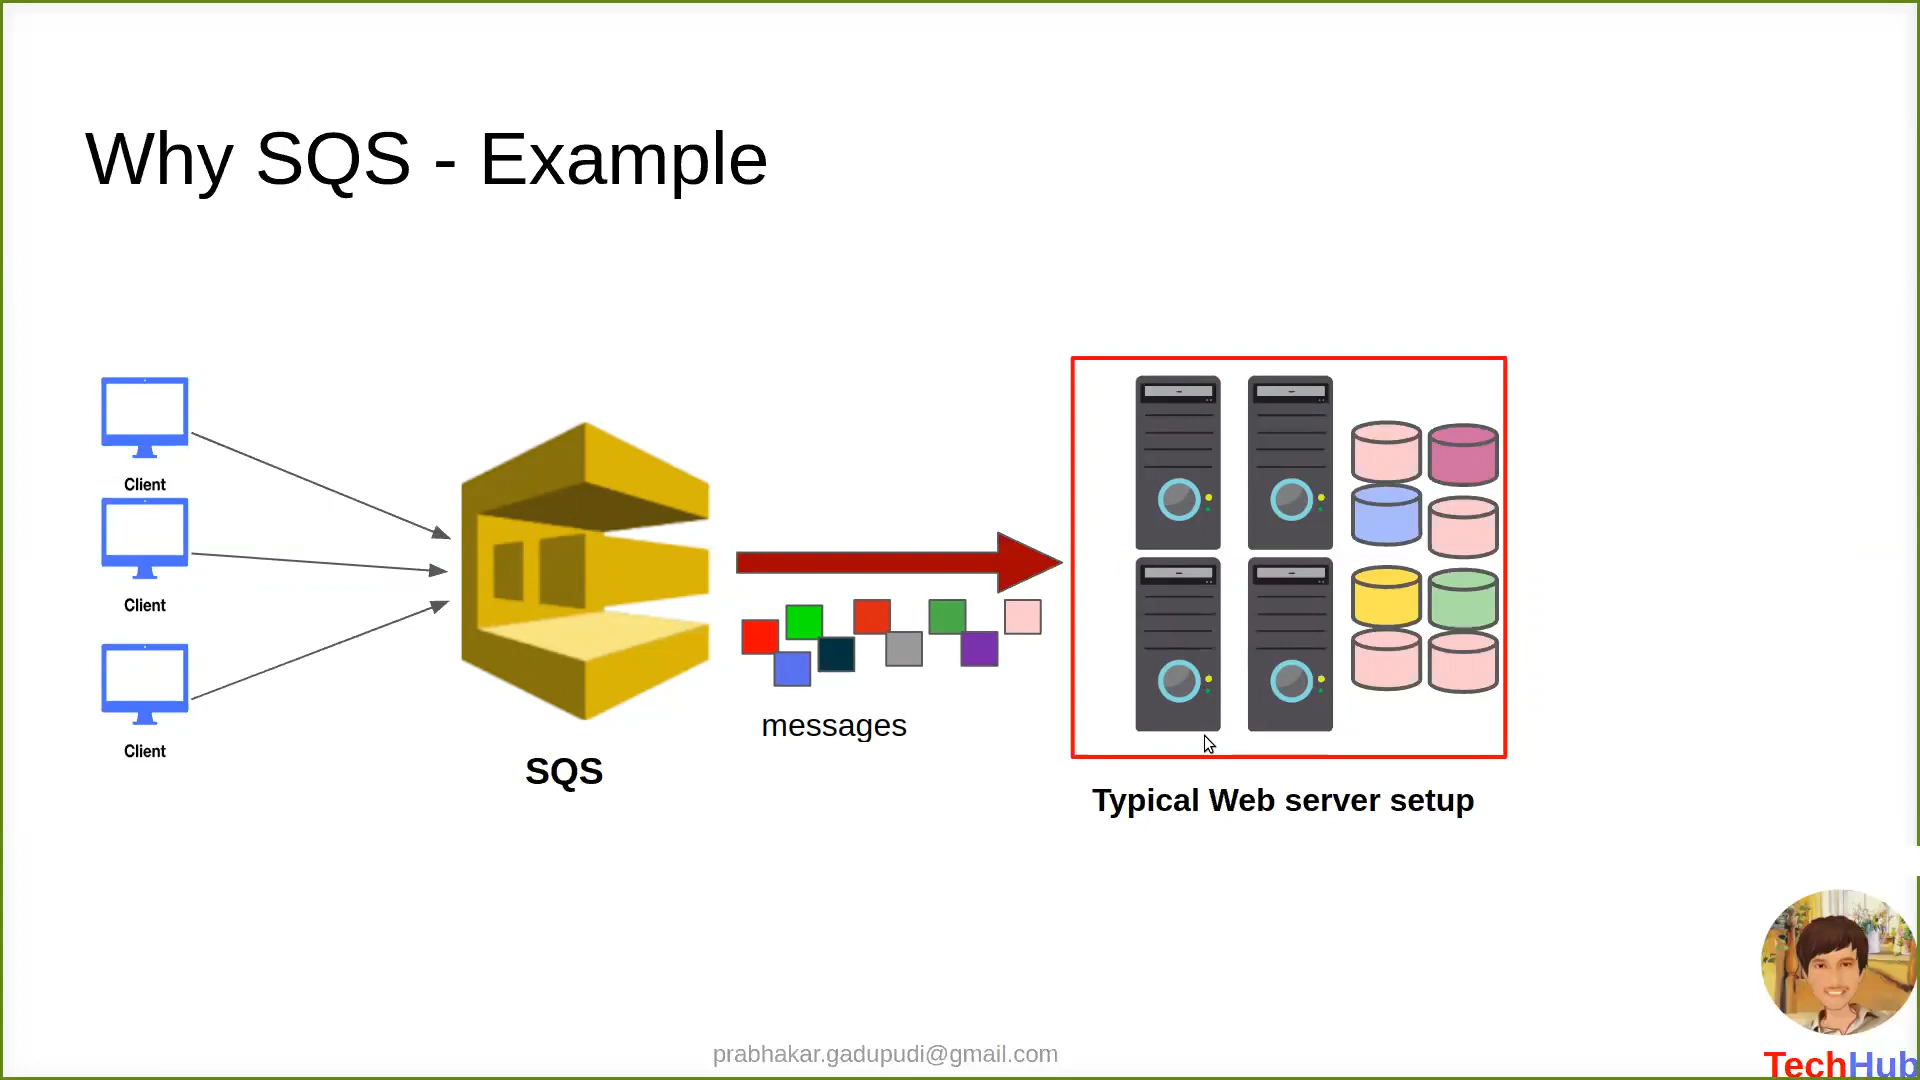 Why SQS - Example
Client
Client
Client
SQS
messages
Typical Web server setup
prabhakar.gadupudi@gmail.com
TechHub